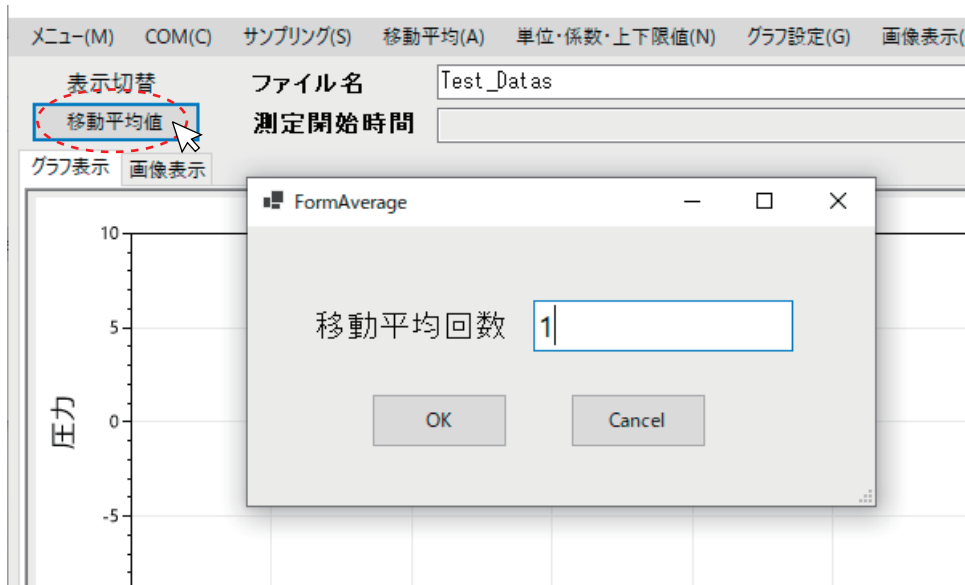 メニュー(M) COM(C) サンプリング(S) 移動平均(A) 単位・係数・上下限値(N) グラフ設定(G) 画像表示(
表示切替 ファイル名 Test_Datas
移動平均値 測定開始時間
グラフ表示 画像表示
FormAverage
移動平均回数 1
OK Cancel
10
5
圧力
0
-5